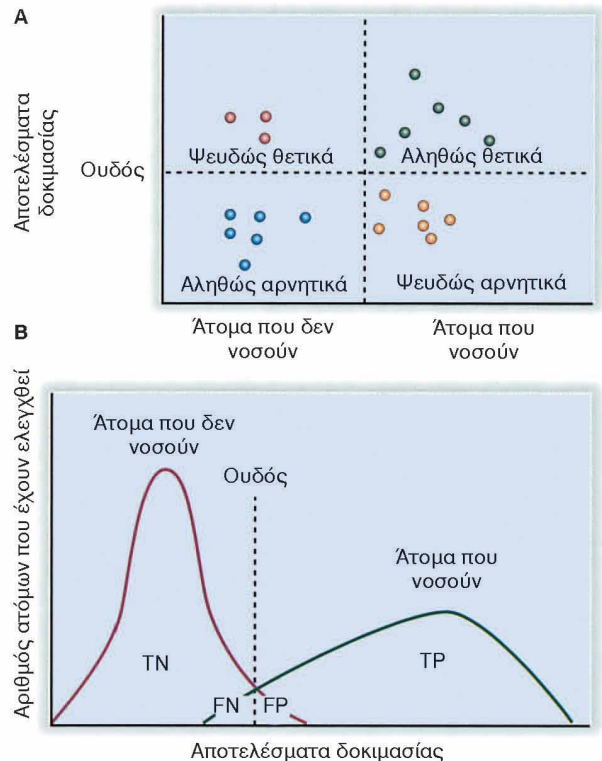 A
Αποτελέσματα
δοκιμασίας
Ουδός
Ψευδώς θετικά
Αληθώς θετικά
Αληθώς αρνητικά
Ψευδώς αρνητικά
Άτομα που δεν
νοσούν
Άτομα που
νοσούν
B
Αριθμός ατόμων που έχουν ελεγχθεί
Άτομα που δεν
νοσούν
Ουδός
Άτομα που
νοσούν
TN
FN
FP
TP
Αποτελέσματα δοκιμασίας